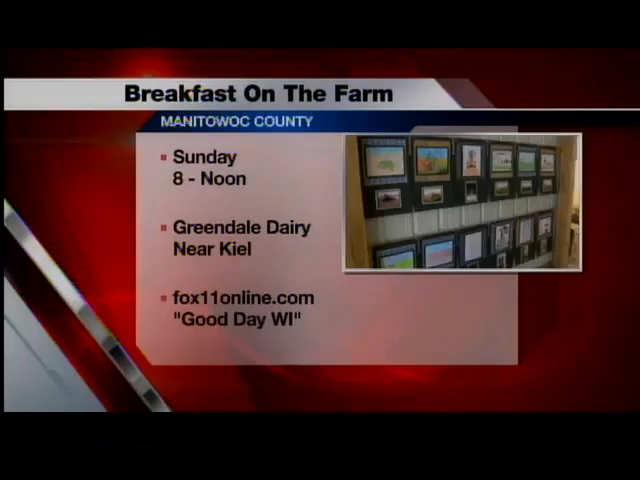 Breakfast On The Farm
MANITOWOC COUNTY
Sunday
8 - Noon
Greendale Dairy
Near Kiel
fox11online.com
"Good Day WI"